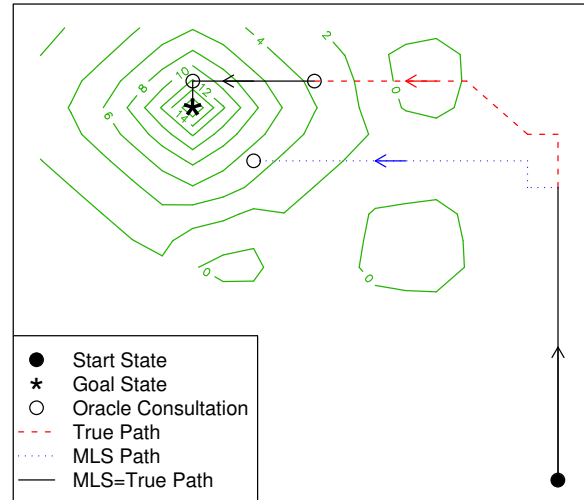 2
4
10
8
12
6
14
0
0
0
Start State
Goal State
Oracle Consultation
True Path
MLS Path
MLS=True Path